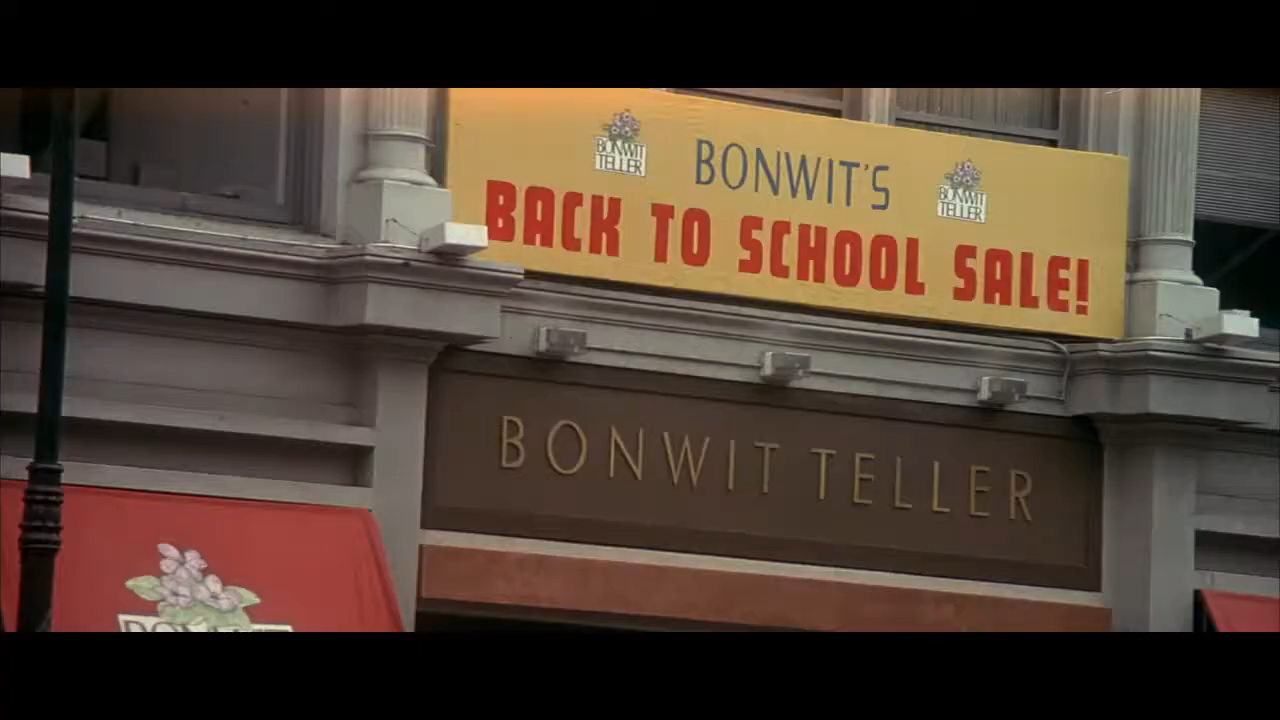 BONWIT
TELLER
BONWIT'S
BONWIT
TELLER
BACK TO SCHOOL SALE!
BONWIT TELLER